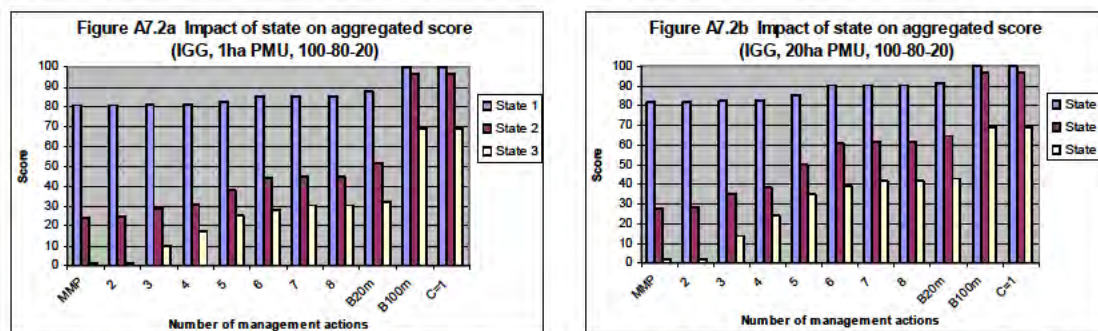 Figure A7.2a Impact of state on aggregated score
(IGG, 1ha PMU, 100-80-20)
100
90
80
70
60
50
40
30
20
10
0
Score
MMP
2
3
4
5
6
7
8
B20m
B100m
C=1
Number of management actions
State 1
State 2
State 3
Figure A7.2b Impact of state on aggregated score
(IGG, 20ha PMU, 100-80-20)
100
90
80
70
60
50
40
30
20
10
0
Score
MMP
2
3
4
5
6
7
8
B20m
B100m
C=1
Number of management actions
State
State
State